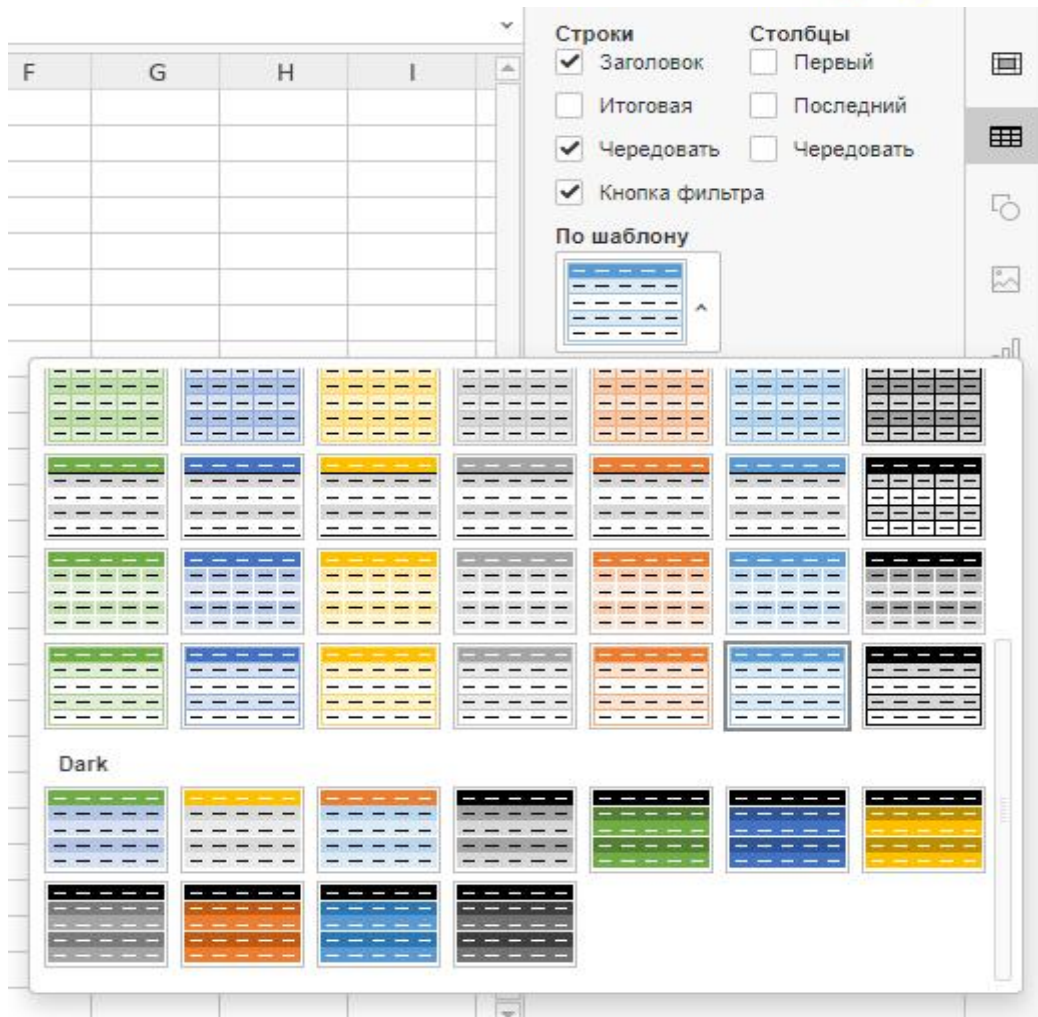 Строки Столбцы
F G H I
Заголовок Первый
Итоговая Последний
Чередовать Чередовать
Кнопка фильтра
По шаблону
Dark